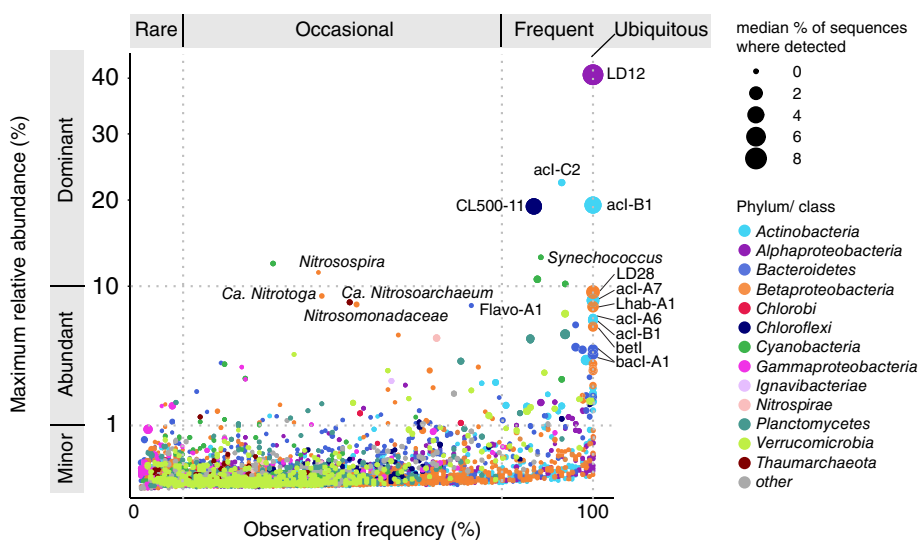 Rare Occasional Frequent Ubiquitous
Maximum relative abundance (%)
Dominant
Abundant
Minor
40
30
20
10
1
LD12
acI-C2
CL500-11
acI-B1
Synechococcus
Nitrosospira
LD28
acI-A7
Ca. Nitrotoga
Ca. Nitrosoarchaeum
Lhab-A1
Nitrosomonadaceae
Flavo-A1
acI-A6
acI-B1
betI
bacI-A1
0
100
Observation frequency (%)
median % of sequences
where detected
0
2
4
6
8
Phylum/ class
Actinobacteria
Alphaproteobacteria
Bacteroidetes
Betaproteobacteria
Chlorobi
Chloroflexi
Cyanobacteria
Gammaproteobacteria
Ignavibacteriae
Nitrospirae
Planctomycetes
Verrucomicrobia
Thaumarchaeota
other